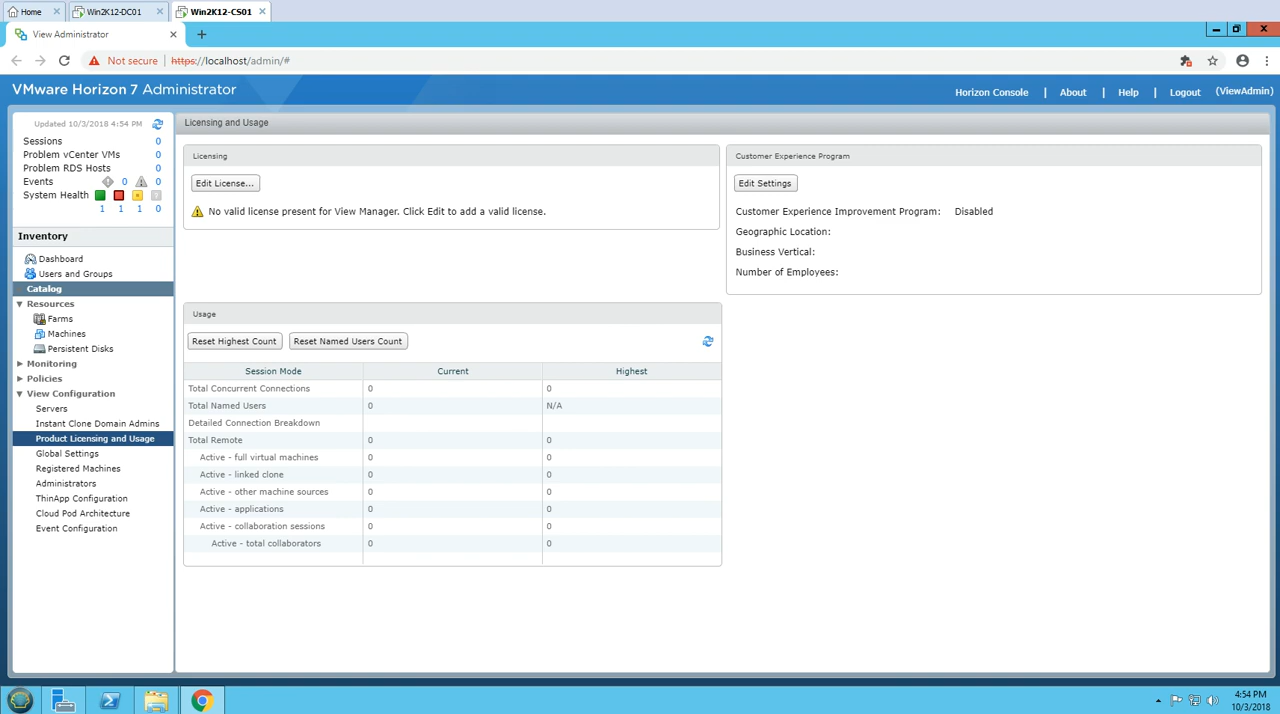 Home
Win2K12-DC01
Win2K12-CS01
View Administrator
Not secure
https://localhost/admin/#
VMware Horizon 7 Administrator
Horizon Console | About | Help | Logout (ViewAdmin)
Updated 10/3/2018 4:54 PM
Sessions 0
Problem vCenter VMs 0
Problem RDS Hosts 0
Events 0 0
System Health
1 1 1 0
Inventory
Dashboard
Users and Groups
Catalog
Resources
Farms
Machines
Persistent Disks
Monitoring
Policies
View Configuration
Servers
Instant Clone Domain Admins
Product Licensing and Usage
Global Settings
Registered Machines
Administrators
ThinApp Configuration
Cloud Pod Architecture
Event Configuration
Licensing and Usage
Licensing
Edit License...
No valid license present for View Manager. Click Edit to add a valid license.
Customer Experience Program
Edit Settings
Customer Experience Improvement Program: Disabled
Geographic Location:
Business Vertical:
Number of Employees:
Usage
Reset Highest Count
Reset Named Users Count
Session Mode Current Highest
Total Concurrent Connections 0 0
Total Named Users 0 N/A
Detailed Connection Breakdown
Total Remote 0 0
Active - full virtual machines 0 0
Active - linked clone 0 0
Active - other machine sources 0 0
Active - applications 0 0
Active - collaboration sessions 0 0
Active - total collaborators 0 0
4:54 PM
10/3/2018